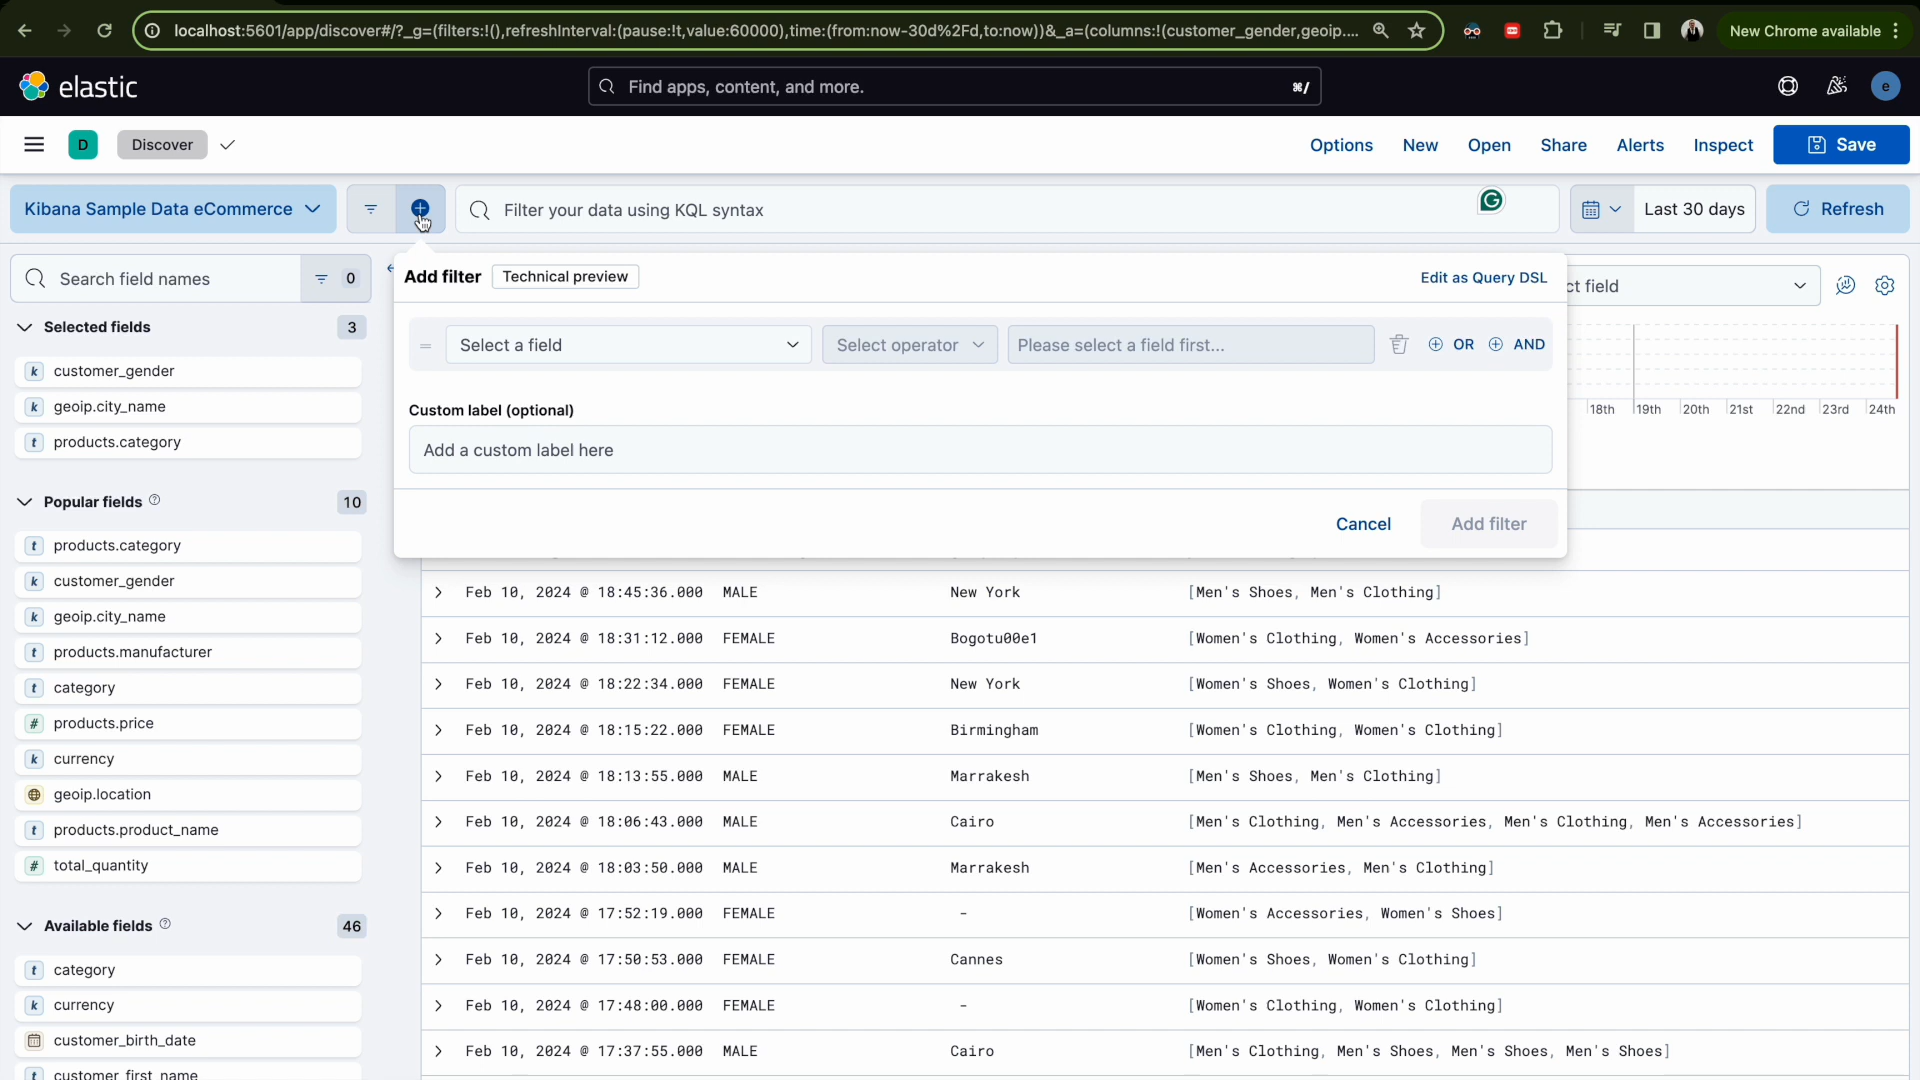 localhost:5601/app/discover#/?_g=(filters:!(),refreshInterval:(pause:!t,value:60000),time:(from:now-30d%2Fd,to:now))&_a=(columns:!(customer_gender,geoip....
New Chrome available
elastic
Find apps, content, and more.
⌘/
e
D
Discover
Options
New
Open
Share
Alerts
Inspect
Save
Kibana Sample Data eCommerce
Filter your data using KQL syntax
Last 30 days
Refresh
Search field names
0
Add filter
Technical preview
Edit as Query DSL
ct field
Selected fields
3
Select a field
Select operator
Please select a field first...
OR
AND
k customer_gender
k geoip.city_name
t products.category
Custom label (optional)
Add a custom label here
18th 19th 20th 21st 22nd 23rd 24th
Popular fields
10
Cancel
Add filter
t products.category
k customer_gender
k geoip.city_name
t products.manufacturer
t category
# products.price
k currency
geoip.location
t products.product_name
# total_quantity
Available fields
46
t category
k currency
customer_birth_date
t customer_first_name
Feb 10, 2024 @ 18:45:36.000 MALE New York [Men's Shoes, Men's Clothing]
Feb 10, 2024 @ 18:31:12.000 FEMALE Bogotu00e1 [Women's Clothing, Women's Accessories]
Feb 10, 2024 @ 18:22:34.000 FEMALE New York [Women's Shoes, Women's Clothing]
Feb 10, 2024 @ 18:15:22.000 FEMALE Birmingham [Women's Clothing, Women's Clothing]
Feb 10, 2024 @ 18:13:55.000 MALE Marrakesh [Men's Shoes, Men's Clothing]
Feb 10, 2024 @ 18:06:43.000 MALE Cairo [Men's Clothing, Men's Accessories, Men's Clothing, Men's Accessories]
Feb 10, 2024 @ 18:03:50.000 MALE Marrakesh [Men's Accessories, Men's Clothing]
Feb 10, 2024 @ 17:52:19.000 FEMALE - [Women's Accessories, Women's Shoes]
Feb 10, 2024 @ 17:50:53.000 FEMALE Cannes [Women's Shoes, Women's Clothing]
Feb 10, 2024 @ 17:48:00.000 FEMALE - [Women's Clothing, Women's Clothing]
Feb 10, 2024 @ 17:37:55.000 MALE Cairo [Men's Clothing, Men's Shoes, Men's Shoes, Men's Shoes]